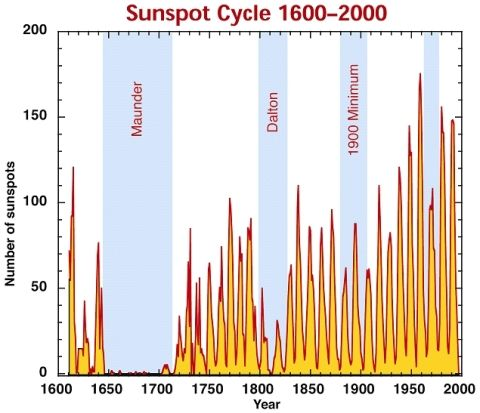 Sunspot Cycle 1600–2000
Number of sunspots
200
150
100
50
0
Maunder
Dalton
1900 Minimum
1600 1650 1700 1750 1800 1850 1900 1950 2000
Year